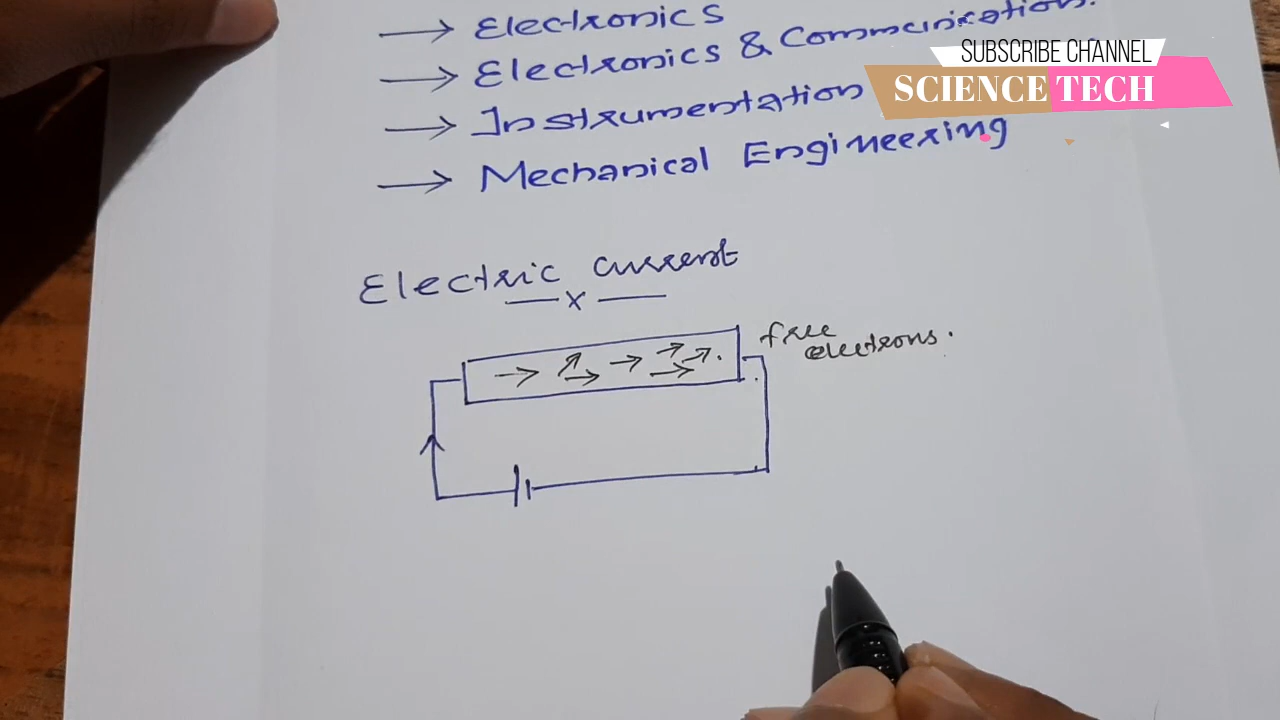 → Electronics
→ Electronics & Communication.
SUBSCRIBE CHANNEL
SCIENCE TECH
→ Instrumentation
→ Mechanical Engineering
Electric current
— x —
free
electrons.